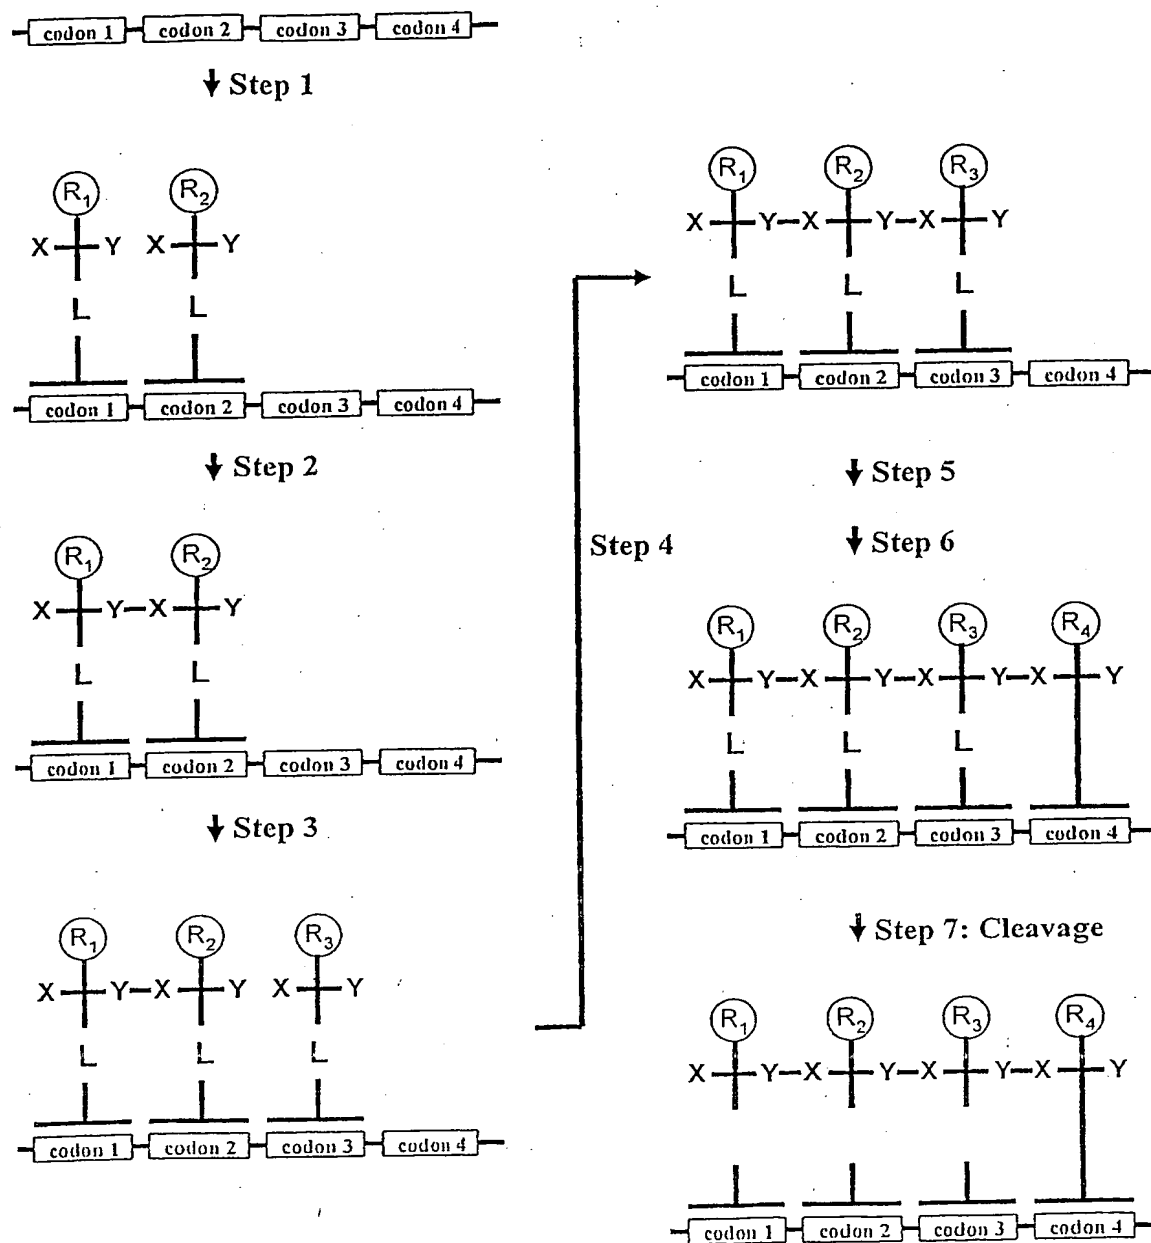 codon 1 codon 2 codon 3 codon 4
Step 1
R1 R2
X Y X Y
L L
codon 1 codon 2 codon 3 codon 4
Step 2
R1 R2
X Y X Y
L L
codon 1 codon 2 codon 3 codon 4
Step 3
R1 R2 R3
X Y X Y X Y
L L L
codon 1 codon 2 codon 3 codon 4
Step 4
R1 R2 R3
X Y X Y X Y
L L L
codon 1 codon 2 codon 3 codon 4
Step 5
Step 6
R1 R2 R3 R4
X Y X Y X Y X Y
L L L
codon 1 codon 2 codon 3 codon 4
Step 7: Cleavage
R1 R2 R3 R4
X Y X Y X Y X Y
codon 1 codon 2 codon 3 codon 4